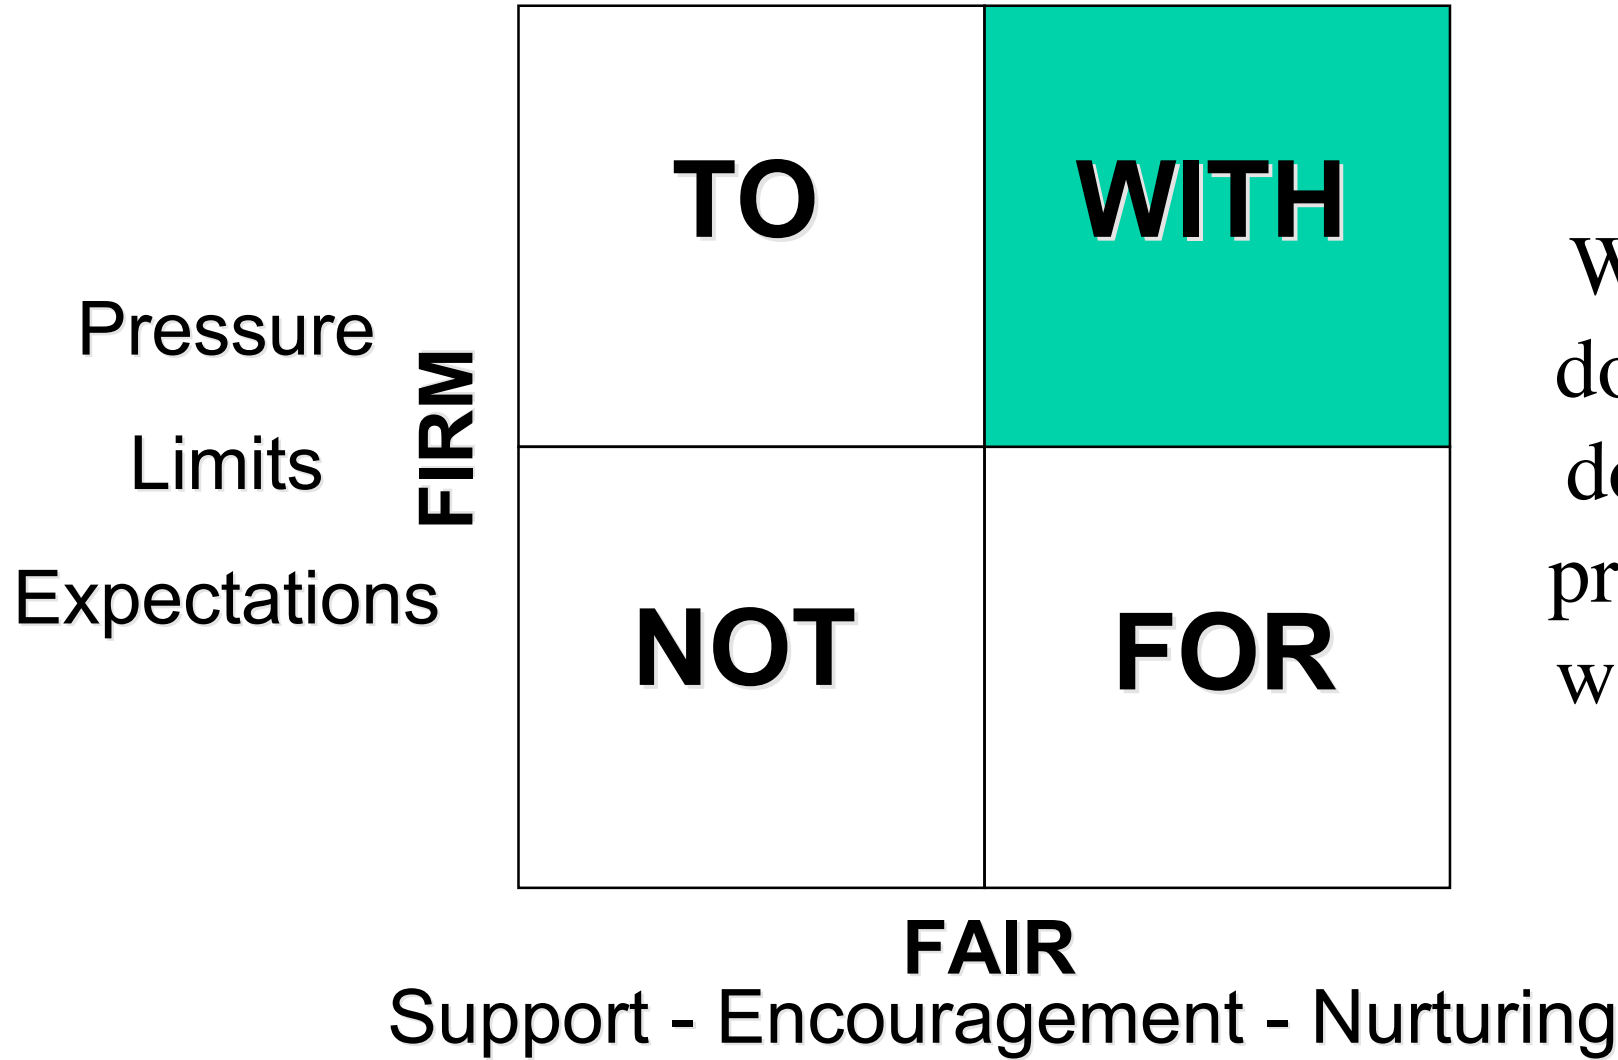 TO WITH
Pressure
Limits
Expectations
FIRM
NOT FOR
FAIR
Support - Encouragement - Nurturing